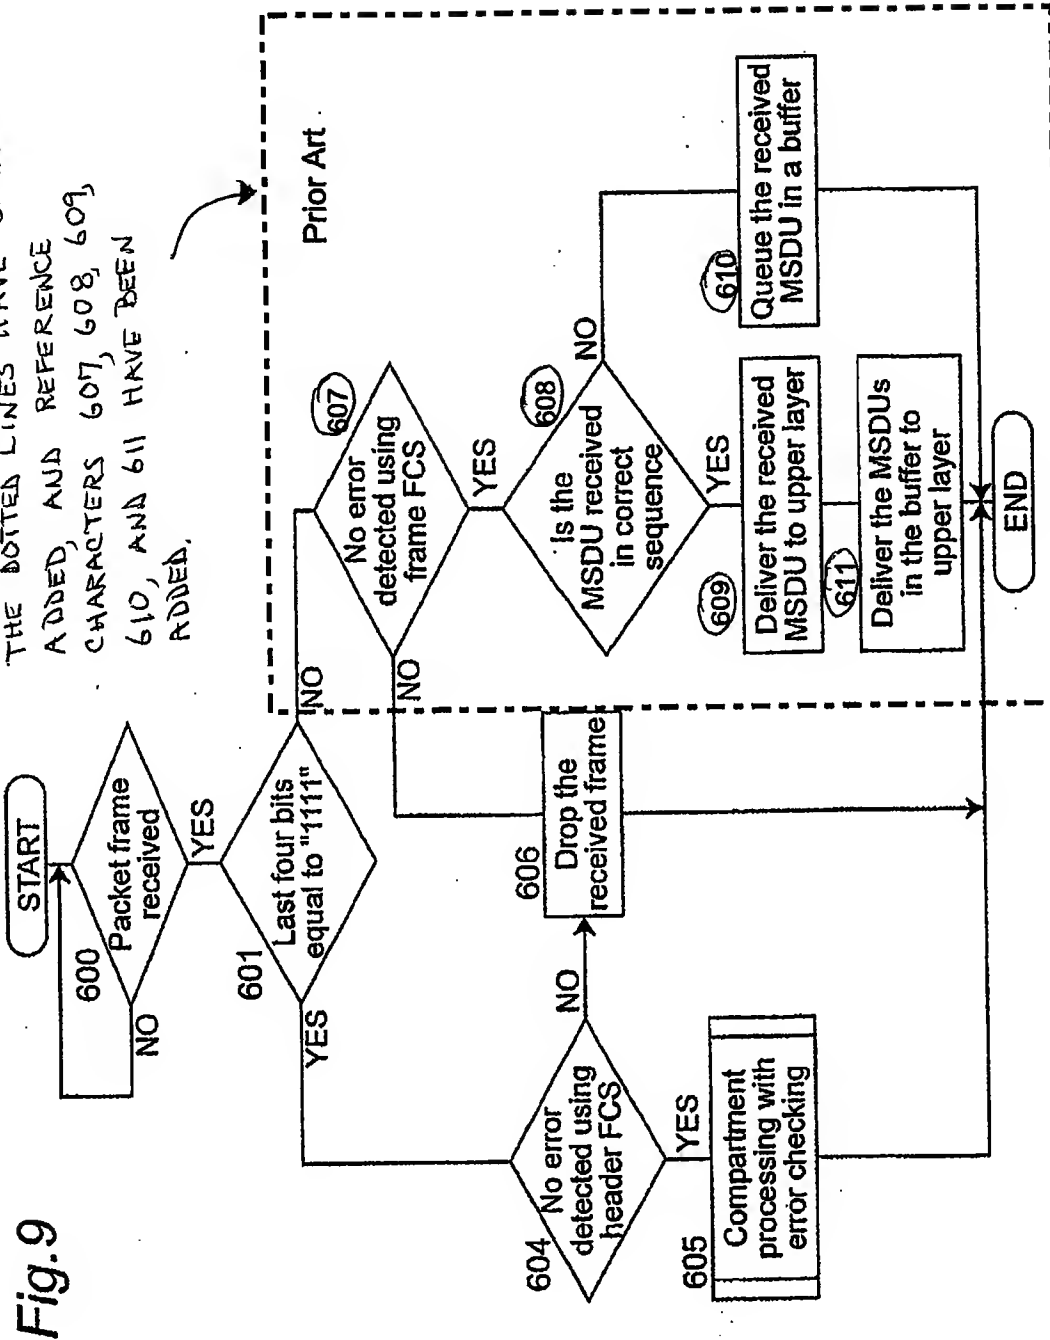 Fig.9
THE DOTTED LINES HAVE
ADDED, AND REFERENCE
CHARACTERS 607, 608, 609,
610, AND 611 HAVE BEEN
ADDED.
START
600
Packet frame
received
NO
YES
601
Last four bits
equal to "1111"
YES
NO
604
No error
detected using
header FCS
NO
YES
605
Compartment
processing with
error checking
606
Drop the
received frame
Prior Art
607
No error
detected using
frame FCS
NO
YES
608
Is the
MSDU received
in correct
sequence
NO
YES
609
Deliver the received
MSDU to upper layer
610
Queue the received
MSDU in a buffer
611
Deliver the MSDUs
in the buffer to
upper layer
END